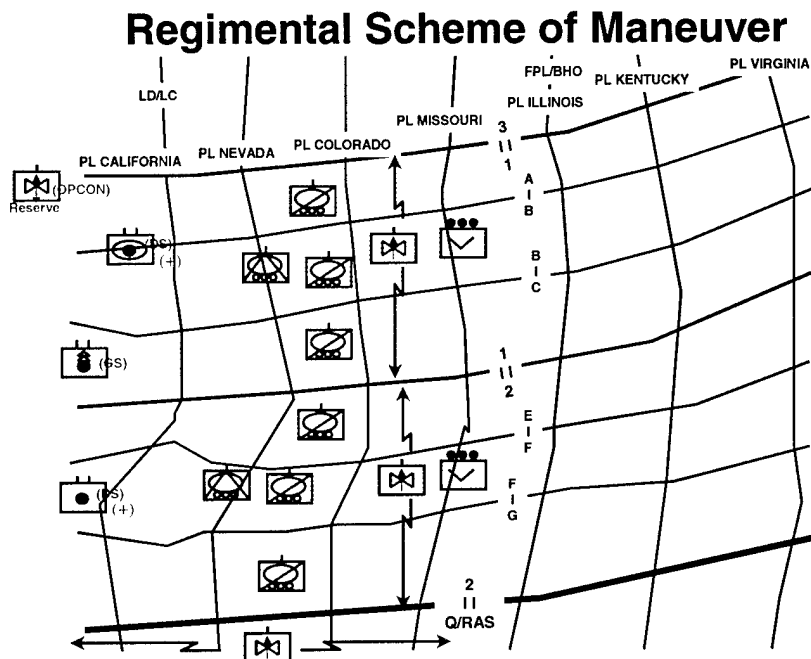 Regimental Scheme of Maneuver
PL VIRGINIA
FPL/BHO
PL KENTUCKY
LD/LC
PL ILLINOIS
PL MISSOURI
3
PL COLORADO
PL NEVADA
PL CALIFORNIA
1
(OPCON)
Reserve
A
B
(DS)
(+)
B
C
1
(GS)
2
E
F
F
G
(DS)
(+)
2
Q/RAS